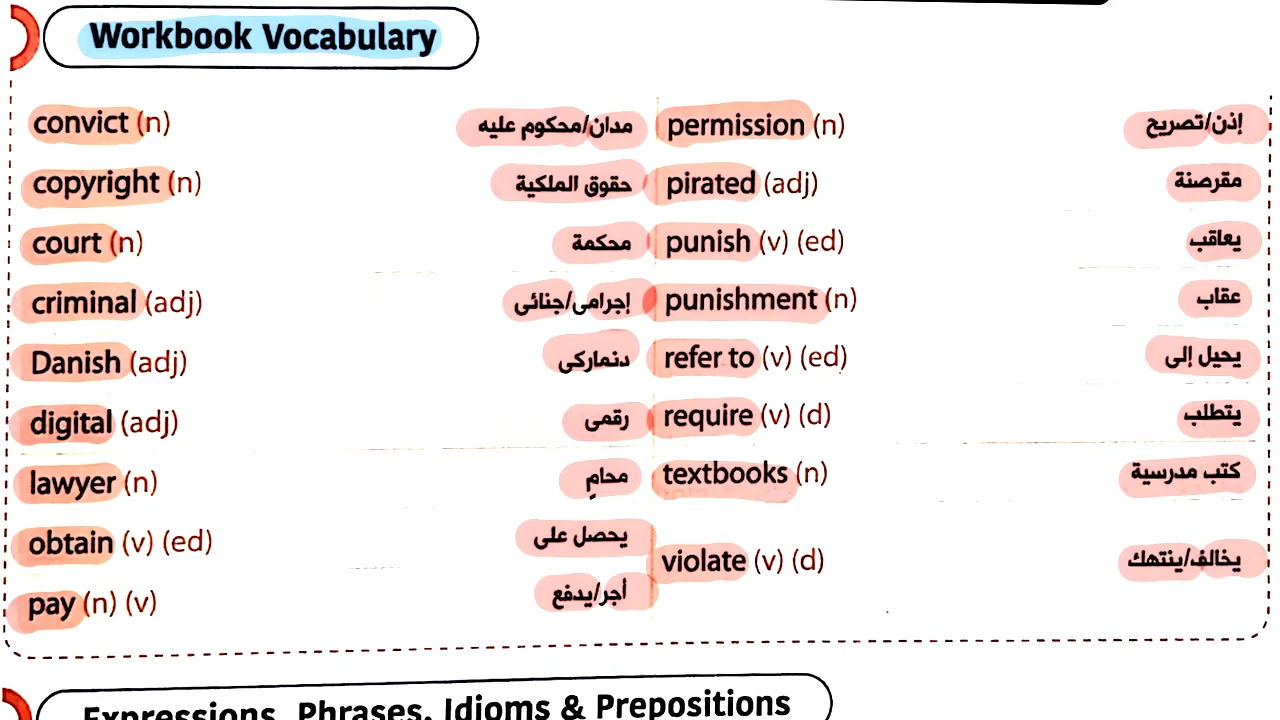 Workbook Vocabulary
convict (n) مدان/محكوم عليه
copyright (n) حقوق الملكية
court (n) محكمة
criminal (adj) إجرامى/جنائى
Danish (adj) دنماركى
digital (adj) رقمى
lawyer (n) محامٍ
obtain (v) (ed) يحصل على
pay (n) (v) أجر/يدفع
permission (n) إذن/تصريح
pirated (adj) مقرصنة
punish (v) (ed) يعاقب
punishment (n) عقاب
refer to (v) (ed) يحيل إلى
require (v) (d) يتطلب
textbooks (n) كتب مدرسية
violate (v) (d) يخالف/ينتهك
Expressions, Phrases, Idioms & Prepositions